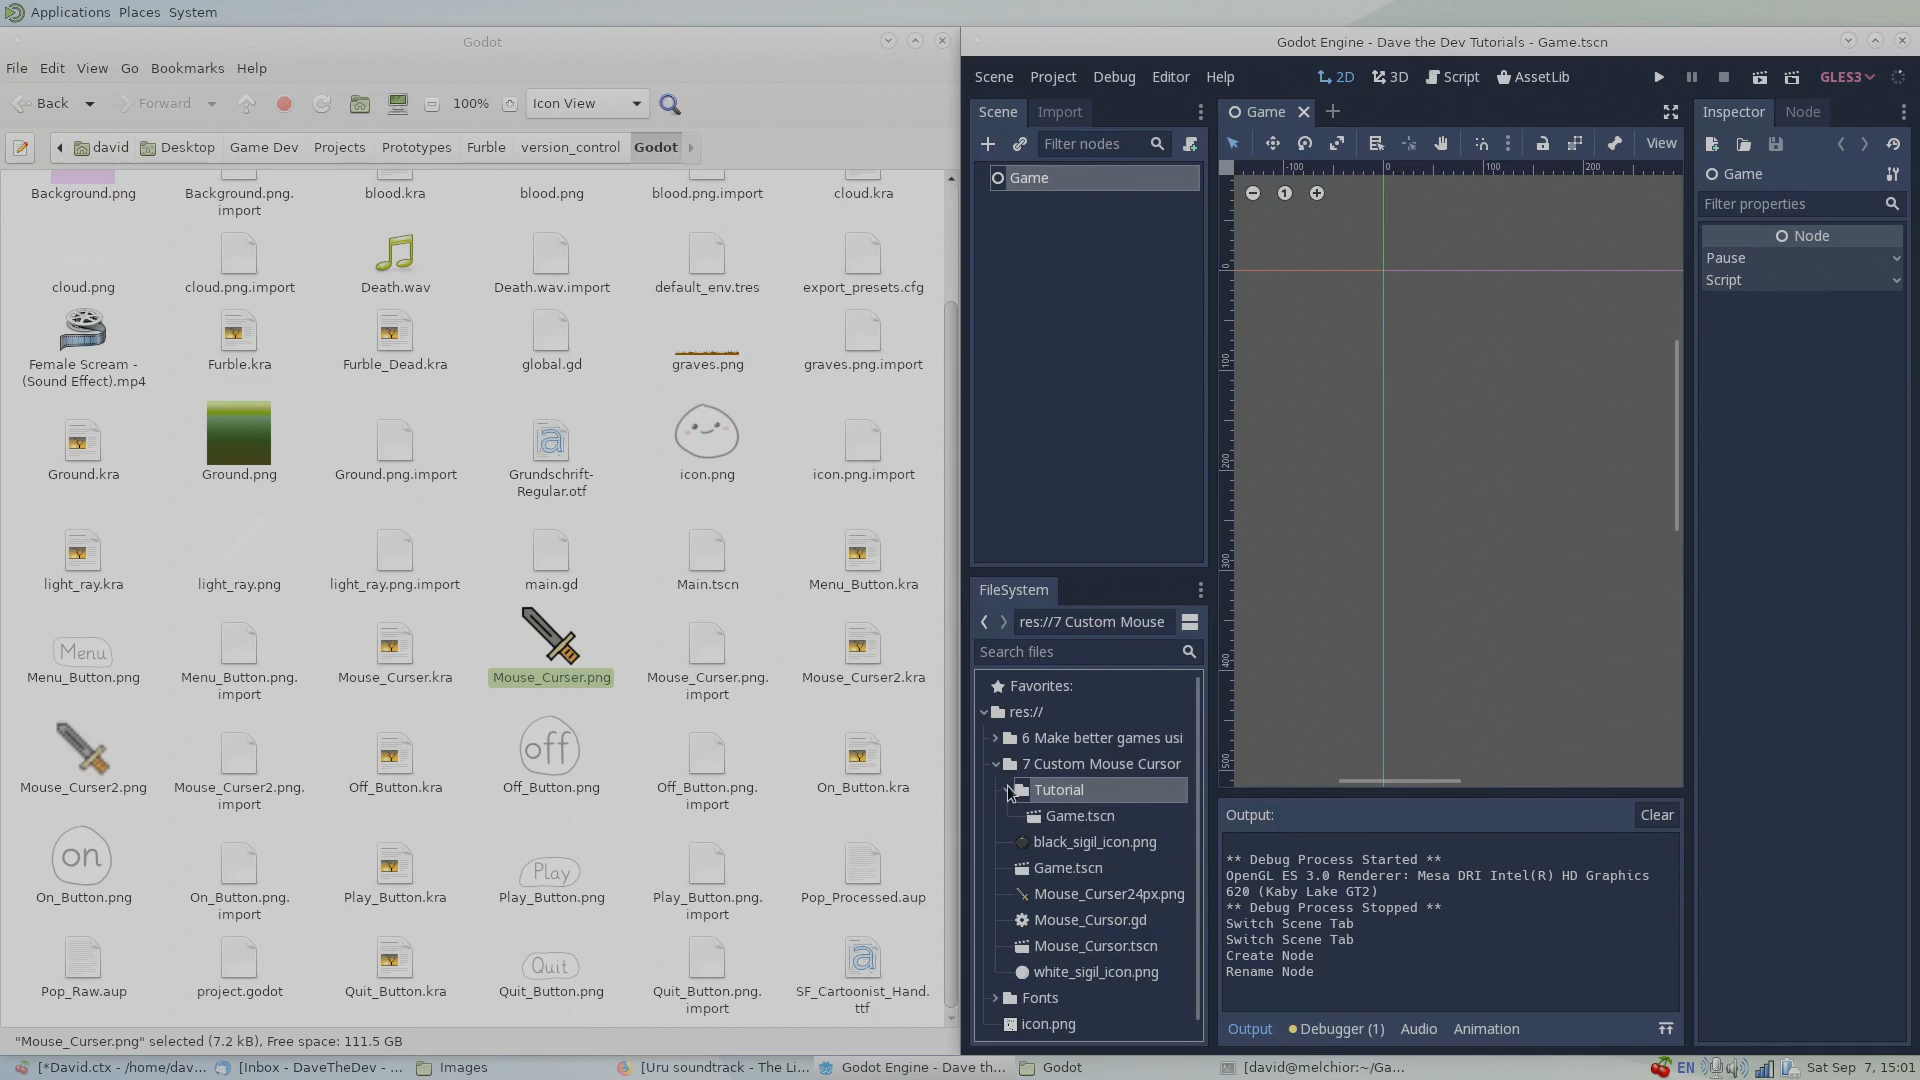 Applications Places System
Godot
File Edit View Go Bookmarks Help
Back Forward 100% Icon View
david Desktop Game Dev Projects Prototypes Furble version_control Godot
Background.png Background.png.import blood.kra blood.png blood.png.import cloud.kra
cloud.png cloud.png.import Death.wav Death.wav.import default_env.tres export_presets.cfg
Female Scream - (Sound Effect).mp4 Furble.kra Furble_Dead.kra global.gd graves.png graves.png.import
Ground.kra Ground.png Ground.png.import Grundschrift-Regular.otf icon.png icon.png.import
light_ray.kra light_ray.png light_ray.png.import main.gd Main.tscn Menu_Button.kra
Menu
Menu_Button.png Menu_Button.png.import Mouse_Curser.kra Mouse_Curser.png Mouse_Curser.png.import Mouse_Curser2.kra
off
Mouse_Curser2.png Mouse_Curser2.png.import Off_Button.kra Off_Button.png Off_Button.png.import On_Button.kra
on Play
On_Button.png On_Button.png.import Play_Button.kra Play_Button.png Play_Button.png.import Pop_Processed.aup
Quit
Pop_Raw.aup project.godot Quit_Button.kra Quit_Button.png Quit_Button.png.import SF_Cartoonist_Hand.ttf
"Mouse_Curser.png" selected (7.2 kB), Free space: 111.5 GB
Godot Engine - Dave the Dev Tutorials - Game.tscn
Scene Project Debug Editor Help 2D 3D Script AssetLib GLES3
Scene Import
Filter nodes
Game
FileSystem
res://7 Custom Mouse
Search files
Favorites:
res://
6 Make better games usi
7 Custom Mouse Cursor
Tutorial
Game.tscn
black_sigil_icon.png
Game.tscn
Mouse_Curser24px.png
Mouse_Cursor.gd
Mouse_Cursor.tscn
white_sigil_icon.png
Fonts
icon.png
Game
View
-100 0 100 200
1
0
100
200
300
400
500
Output: Clear
** Debug Process Started **
OpenGL ES 3.0 Renderer: Mesa DRI Intel(R) HD Graphics
620 (Kaby Lake GT2)
** Debug Process Stopped **
Switch Scene Tab
Switch Scene Tab
Create Node
Rename Node
Output Debugger (1) Audio Animation
Inspector Node
Game
Filter properties
Node
Pause
Script
[*David.ctx - /home/dav... [Inbox - DaveTheDev - ... Images [Uru soundtrack - The Li... Godot Engine - Dave th... Godot [david@melchior:~/Ga... EN Sat Sep 7, 15:01